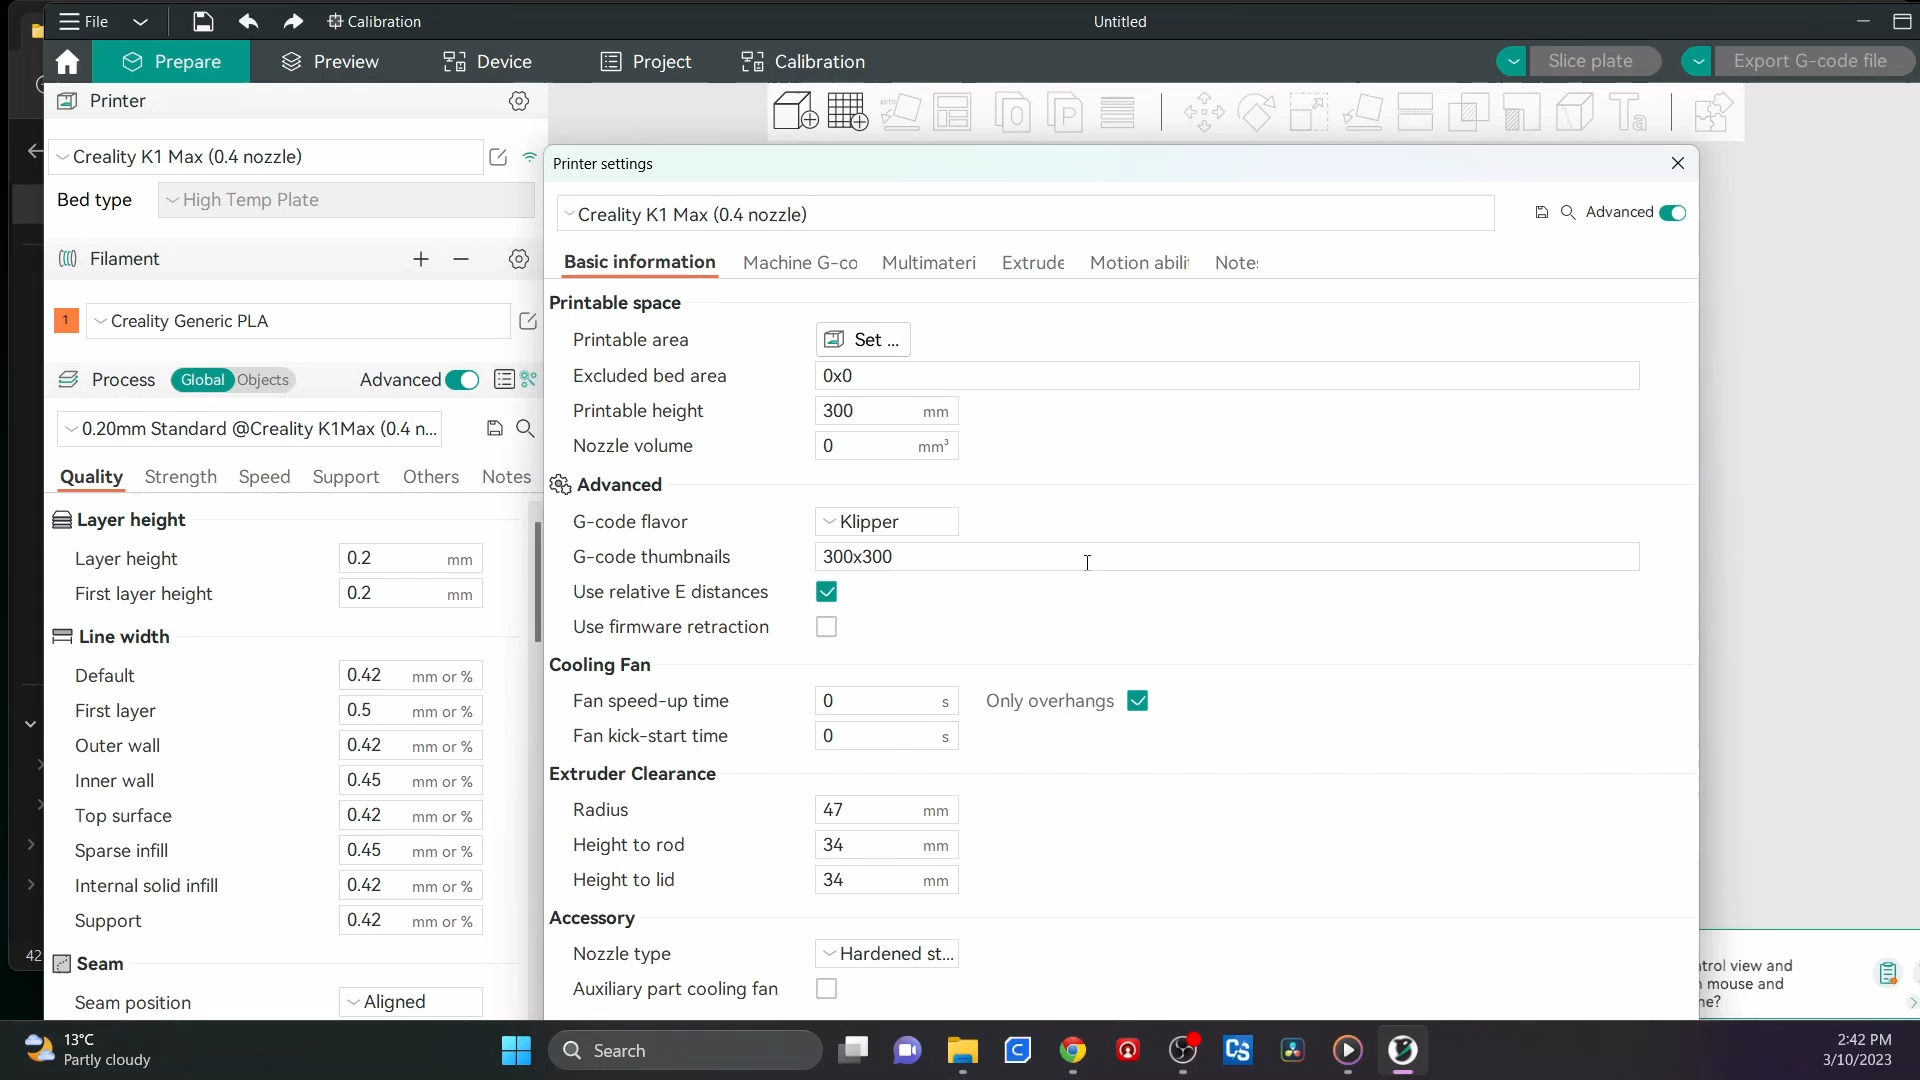 File
Calibration
Untitled
Prepare
Preview
Device
Project
Calibration
Slice plate
Export G-code file
Printer
Creality K1 Max (0.4 nozzle)
Bed type
High Temp Plate
Filament
1
Creality Generic PLA
Process
Global
Objects
Advanced
0.20mm Standard @Creality K1Max (0.4 n...
Quality
Strength
Speed
Support
Others
Notes
Layer height
Layer height 0.2 mm
First layer height 0.2 mm
Line width
Default 0.42 mm or %
First layer 0.5 mm or %
Outer wall 0.42 mm or %
Inner wall 0.45 mm or %
Top surface 0.42 mm or %
Sparse infill 0.45 mm or %
Internal solid infill 0.42 mm or %
Support 0.42 mm or %
Seam
Seam position Aligned
Printer settings
Creality K1 Max (0.4 nozzle)
Advanced
Basic information
Machine G-co
Multimateri
Extrude
Motion abili
Note
Printable space
Printable area Set ...
Excluded bed area 0x0
Printable height 300 mm
Nozzle volume 0 mm³
Advanced
G-code flavor Klipper
G-code thumbnails 300x300
Use relative E distances
Use firmware retraction
Cooling Fan
Fan speed-up time 0 s Only overhangs
Fan kick-start time 0 s
Extruder Clearance
Radius 47 mm
Height to rod 34 mm
Height to lid 34 mm
Accessory
Nozzle type Hardened st...
Auxiliary part cooling fan
trol view and
mouse and
ne?
42
13°C
Partly cloudy
Search
CS
2:42 PM
3/10/2023